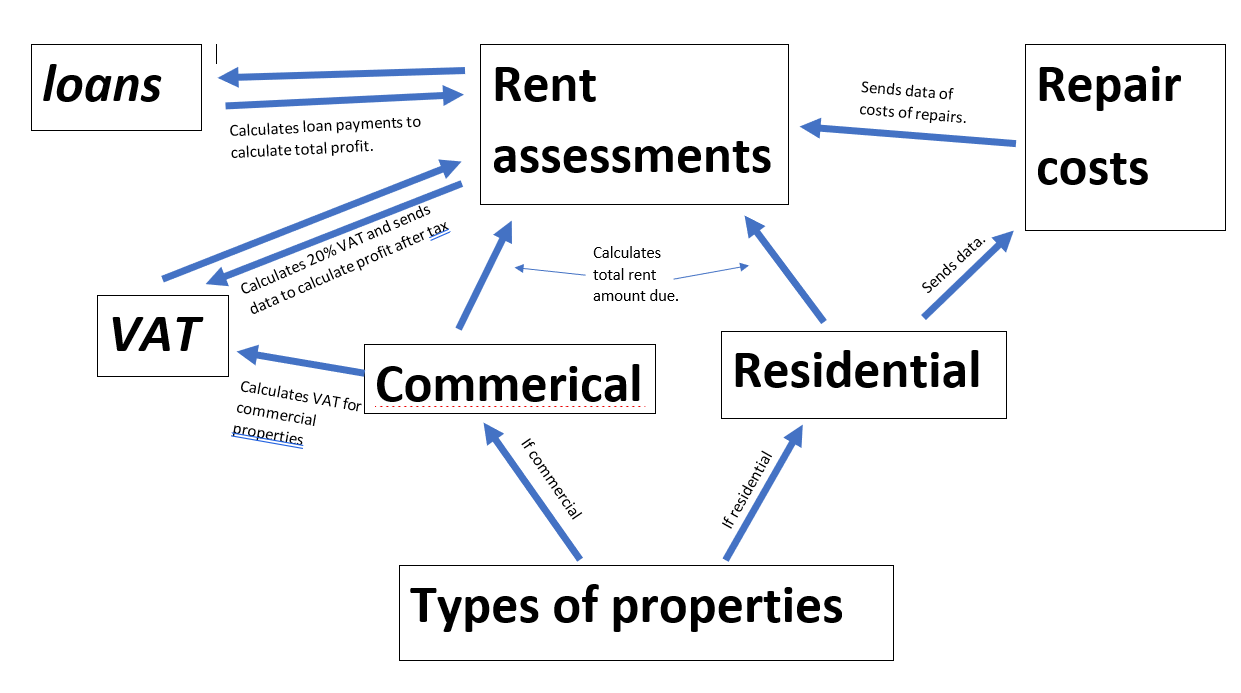 loans
Rent
assessments
Repair
costs
Sends data of
costs of repairs.
Calculates loan payments to
calculate total profit.
Calculates 20% VAT and sends
data to calculate profit after tax
Calculates
total rent
amount due.
Sends data.
VAT
Commerical
Residential
Calculates VAT for
commercial
properties
If commercial
If residential
Types of properties